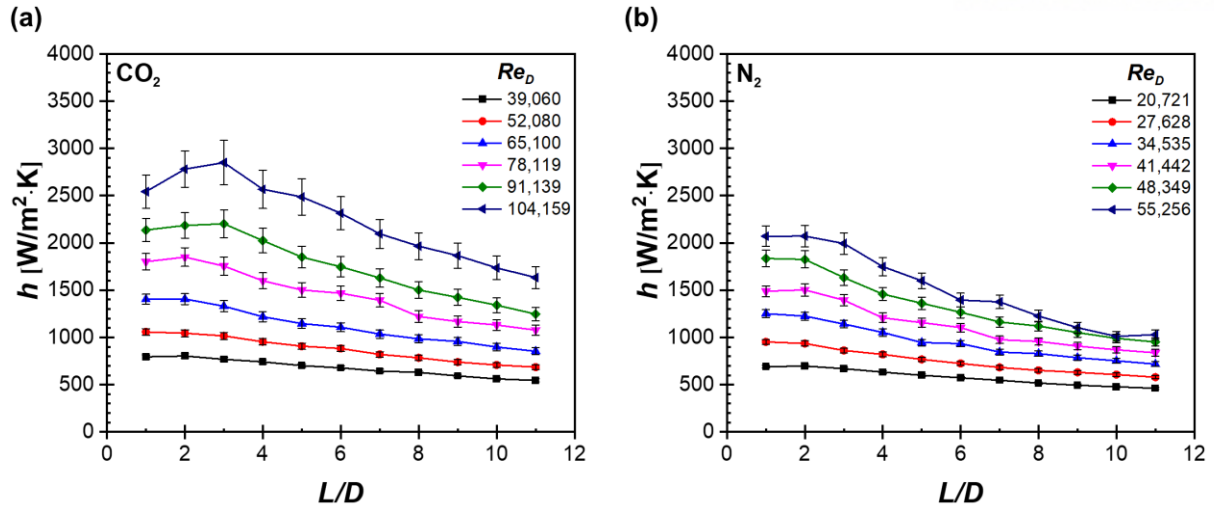 (a)
CO₂
h [W/m²·K]
4000
3500
3000
2500
2000
1500
1000
500
0
Re_D
39,060
52,080
65,100
78,119
91,139
104,159
0 2 4 6 8 10 12
L/D
(b)
N₂
h [W/m²·K]
4000
3500
3000
2500
2000
1500
1000
500
0
Re_D
20,721
27,628
34,535
41,442
48,349
55,256
0 2 4 6 8 10 12
L/D